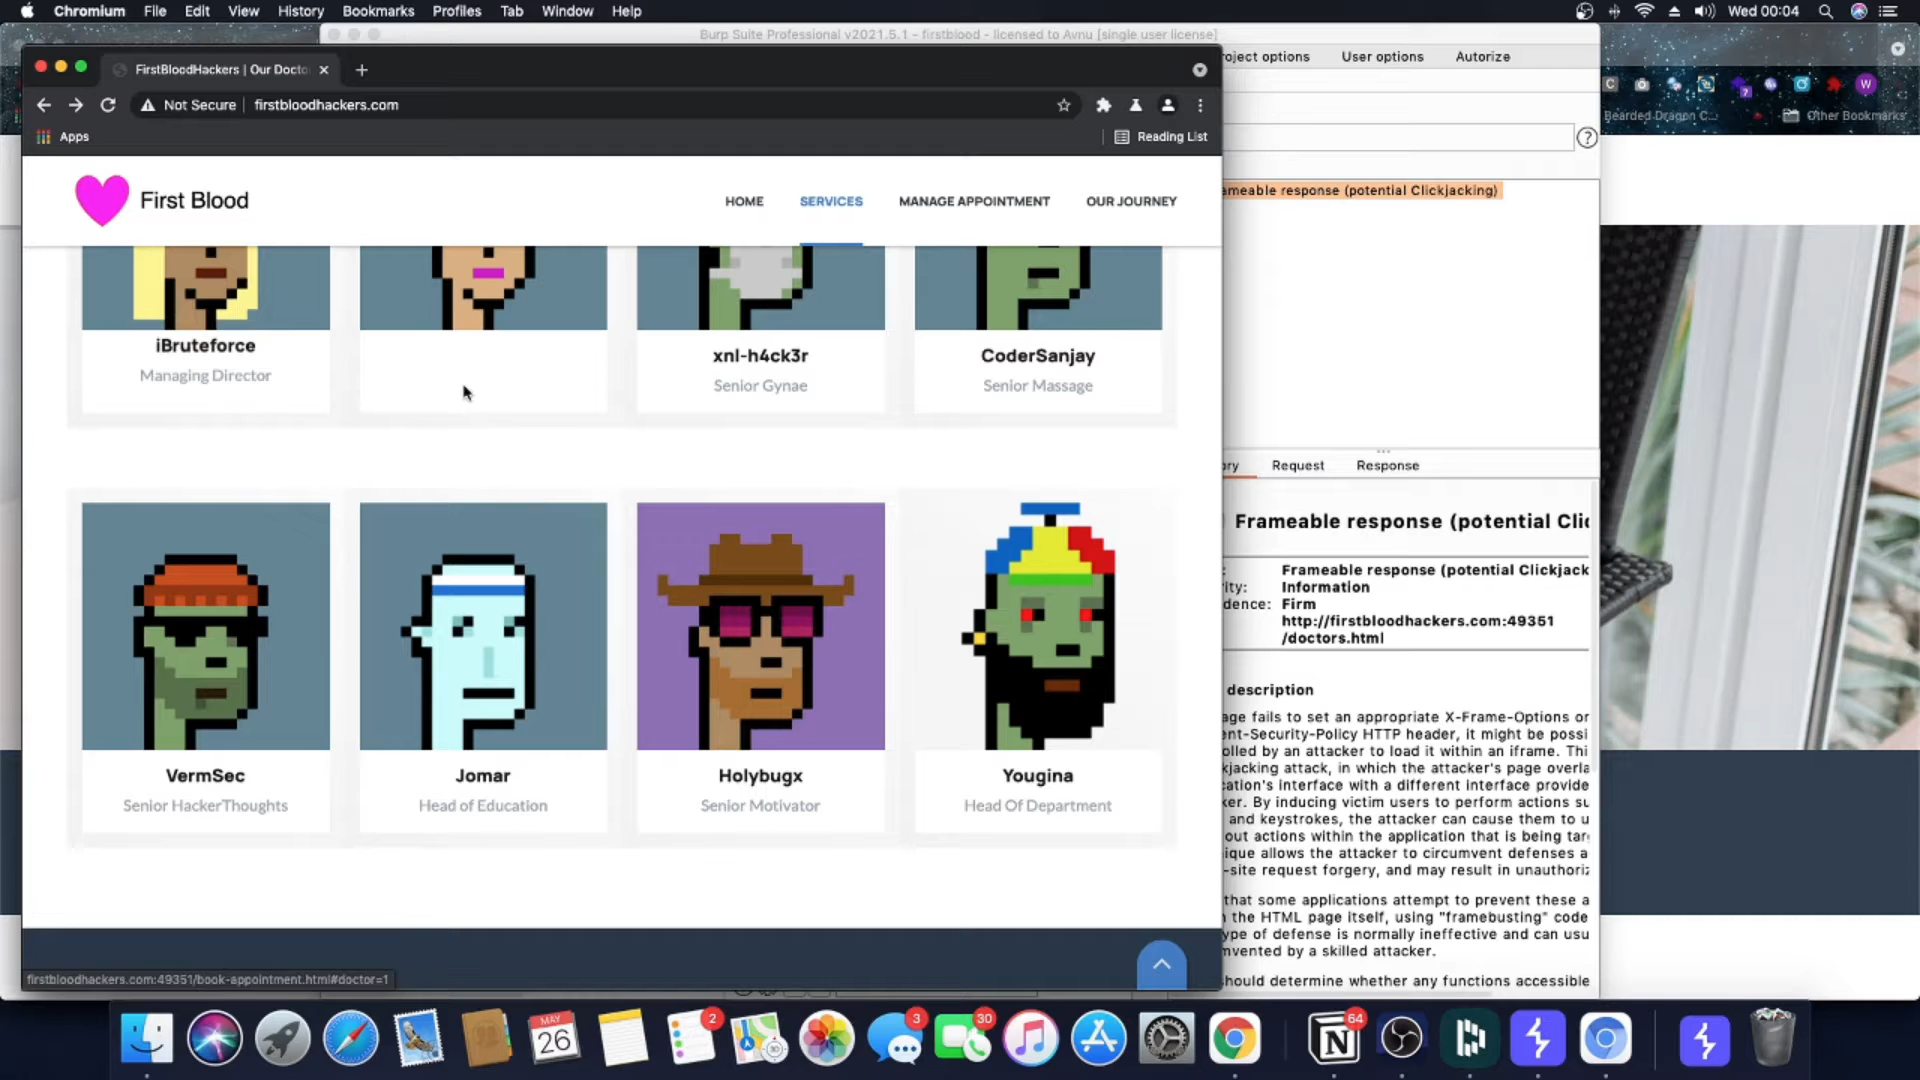 Chromium File Edit View History Bookmarks Profiles Tab Window Help Wed 00:04
Burp Suite Professional v2021.5.1 - firstblood - licensed to Avnu [single user license]
FirstBloodHackers | Our Docto
roject options User options Autorize
Not Secure firstbloodhackers.com
Bearded Dragon C... Other Bookmarks
Apps Reading List
First Blood
HOME SERVICES MANAGE APPOINTMENT OUR JOURNEY
ameable response (potential Clickjacking)
iBruteforce
Managing Director
xnl-h4ck3r
Senior Gynae
CoderSanjay
Senior Massage
VermSec
Senior HackerThoughts
Jomar
Head of Education
Holybugx
Senior Motivator
Yougina
Head Of Department
firstbloodhackers.com:49351/book-appointment.html#doctor=1
ory Request Response
Frameable response (potential Clic
: Frameable response (potential Clickjack
rity: Information
dence: Firm
http://firstbloodhackers.com:49351
/doctors.html
description
age fails to set an appropriate X-Frame-Options or
ent-Security-Policy HTTP header, it might be possi
olled by an attacker to load it within an iframe. Thi
kjacking attack, in which the attacker's page overla
cation's interface with a different interface provide
ker. By inducing victim users to perform actions su
and keystrokes, the attacker can cause them to u
out actions within the application that is being tar
ique allows the attacker to circumvent defenses a
-site request forgery, and may result in unauthoriz
that some applications attempt to prevent these a
n the HTML page itself, using "framebusting" code
ype of defense is normally ineffective and can usu
mvented by a skilled attacker.
hould determine whether any functions accessible
MAY
26
2
3
30
64